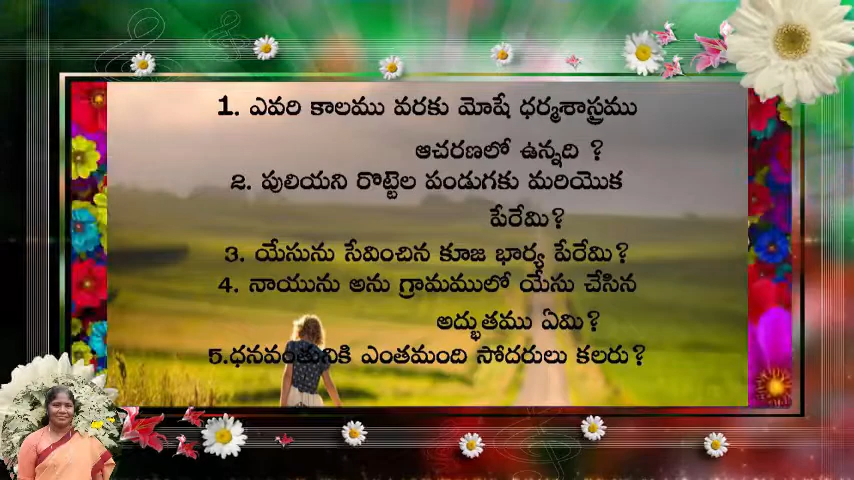 1. ఎవరి కాలము వరకు మోషే ధర్మశాస్త్రము
ఆచరణలో ఉన్నది ?
2. పులియని రొట్టెల పండుగకు మరియొక
పేరేమి?
3. యేసును సేవించిన కూజ భార్య పేరేమి?
4. నాయును అను గ్రామములో యేసు చేసిన
అద్భుతము ఏమి?
5.ధనవంతునికి ఎంతమంది సోదరులు కలరు?